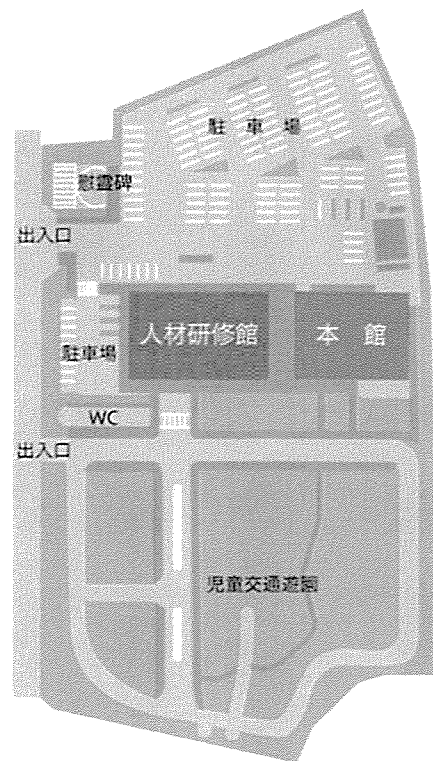 駐 車 場
慰霊碑
出入口
人材研修館
本 館
駐車場
WC
出入口
児童交通遊園